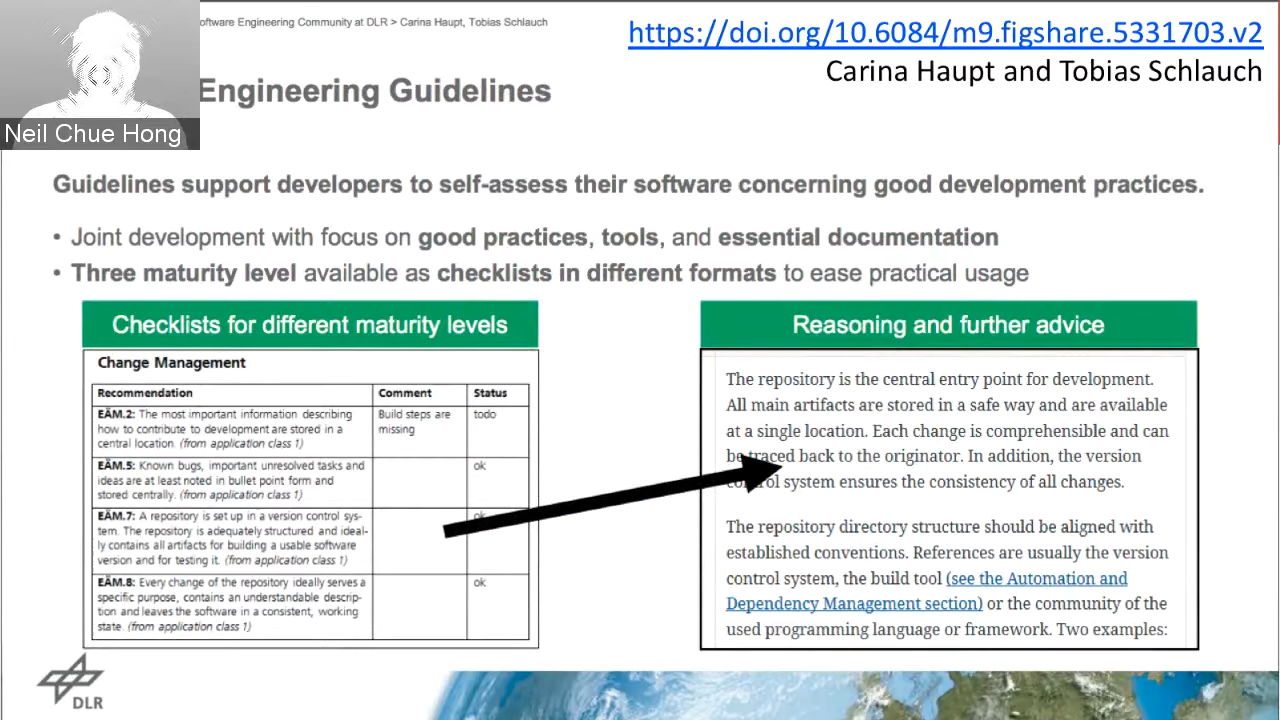 oftware Engineering Community at DLR > Carina Haupt, Tobias Schlauch
https://doi.org/10.6084/m9.figshare.5331703.v2
Carina Haupt and Tobias Schlauch
Engineering Guidelines
Neil Chue Hong
Guidelines support developers to self-assess their software concerning good development practices.
• Joint development with focus on good practices, tools, and essential documentation
• Three maturity level available as checklists in different formats to ease practical usage
Checklists for different maturity levels
Change Management
Recommendation Comment Status
EÄM.2: The most important information describing Build steps are todo
how to contribute to development are stored in a missing
central location. (from application class 1)
EÄM.5: Known bugs, important unresolved tasks and ok
ideas are at least noted in bullet point form and
stored centrally. (from application class 1)
EÄM.7: A repository is set up in a version control sys- ok
tem. The repository is adequately structured and ideal-
ly contains all artifacts for building a usable software
version and for testing it. (from application class 1)
EÄM.8: Every change of the repository ideally serves a ok
specific purpose, contains an understandable descrip-
tion and leaves the software in a consistent, working
state. (from application class 1)
Reasoning and further advice
The repository is the central entry point for development.
All main artifacts are stored in a safe way and are available
at a single location. Each change is comprehensible and can
be traced back to the originator. In addition, the version
control system ensures the consistency of all changes.
The repository directory structure should be aligned with
established conventions. References are usually the version
control system, the build tool (see the Automation and
Dependency Management section) or the community of the
used programming language or framework. Two examples:
DLR